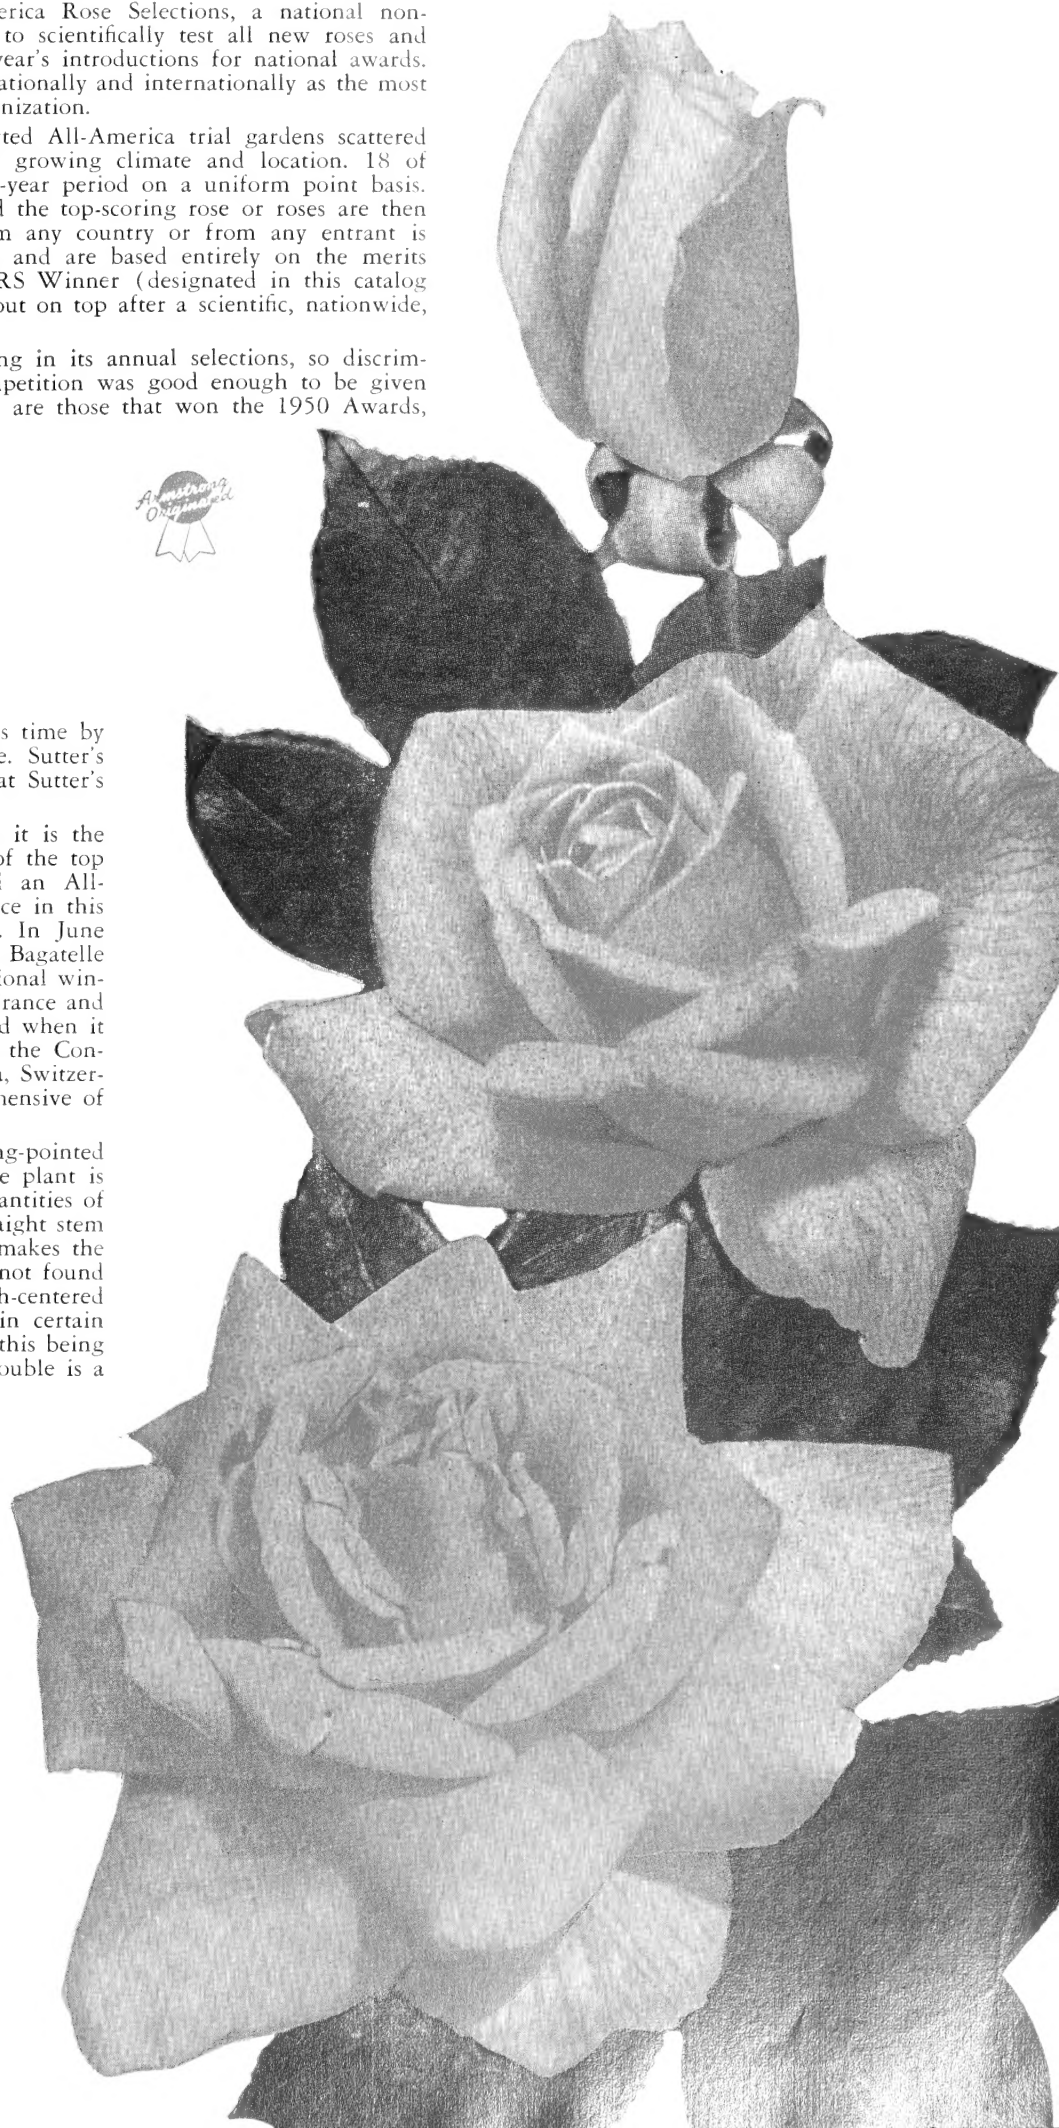 erica Rose Selections, a national non-
to scientifically test all new roses and
year's introductions for national awards.
ationally and internationally as the most
nization.
ted All-America trial gardens scattered
growing climate and location. 18 of
-year period on a uniform point basis.
d the top-scoring rose or roses are then
m any country or from any entrant is
and are based entirely on the merits
RS Winner (designated in this catalog
out on top after a scientific, nationwide,
ng in its annual selections, so discrim-
petition was good enough to be given
are those that won the 1950 Awards,
Armstrong
Originated
s time by
e. Sutter's
at Sutter's
it is the
of the top
d an All-
ce in this
. In June
Bagatelle
ional win-
rance and
d when it
the Con-
a, Switzer-
hensive of
ng-pointed
e plant is
antities of
aight stem
makes the
not found
h-centered
in certain
this being
ouble is a